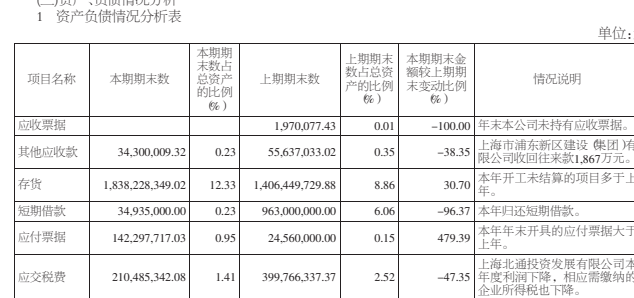 (三)资产、负债情况分析
1 资产负债情况分析表
单位:
项目名称 本期期末数 本期期末数占总资产的比例(%) 上期期末数 上期期末数占总资产的比例(%) 本期期末金额较上期期末变动比例(%) 情况说明
应收票据 1,970,077.43 0.01 −100.00 年末本公司未持有应收票据。
其他应收款 34,300,009.32 0.23 55,637,033.02 0.35 −38.35 上海市浦东新区建设(集团)有
限公司收回往来款1,867万元。
存货 1,838,228,349.02 12.33 1,406,449,729.88 8.86 30.70 本年开工未结算的项目多于上
年。
短期借款 34,935,000.00 0.23 963,000,000.00 6.06 −96.37 本年归还短期借款。
应付票据 142,297,717.03 0.95 24,560,000.00 0.15 479.39 本年年末开具的应付票据大于
上年。
应交税费 210,485,342.08 1.41 399,766,337.37 2.52 −47.35 上海北通投资发展有限公司本
年度利润下降，相应需缴纳的
企业所得税也下降。